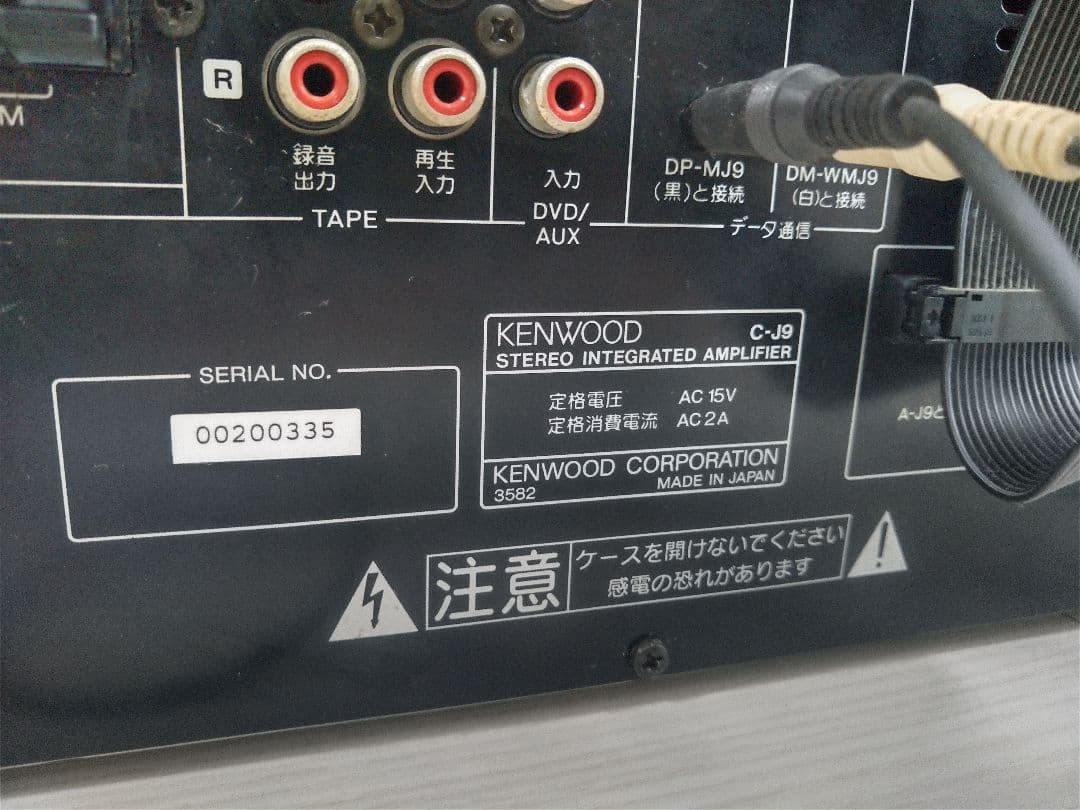 M
R
録音
出力
再生
入力
TAPE
入力
DVD/
AUX
DP-MJ9
(黒)と接続
DM-WMJ9
(白)と接続
データ通信
SERIAL NO.
00200335
KENWOOD
C-J9
STEREO INTEGRATED AMPLIFIER
定格電圧 AC 15V
定格消費電流 AC 2A
KENWOOD CORPORATION
3582 MADE IN JAPAN
A-J9と
注意
ケースを開けないでください
感電の恐れがあります